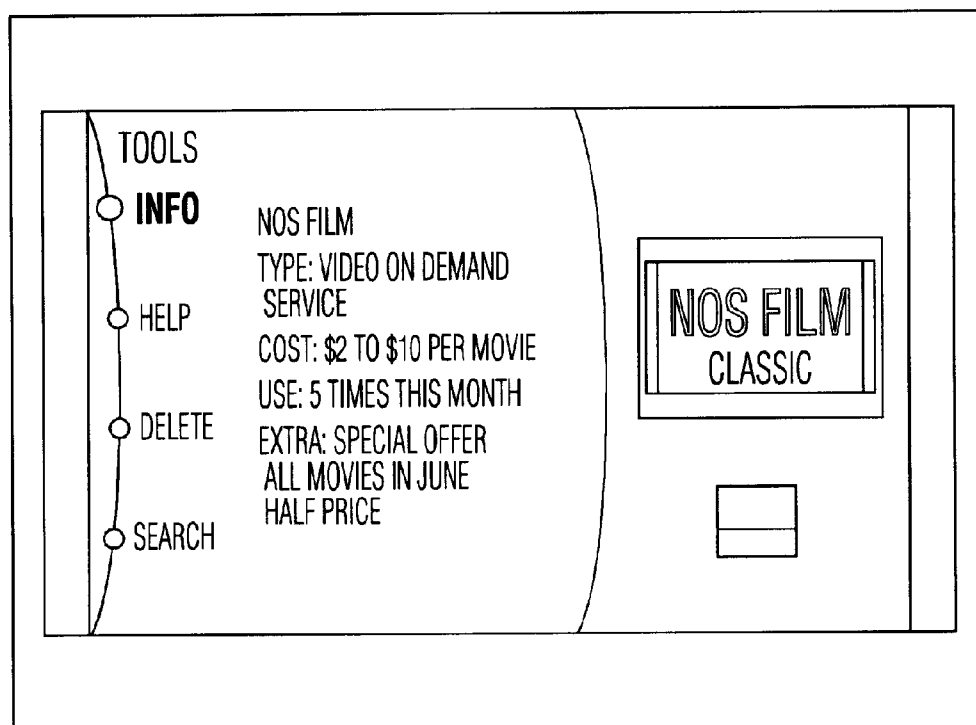 TOOLS
INFO
HELP
DELETE
SEARCH
NOS FILM
TYPE: VIDEO ON DEMAND
SERVICE
COST: $2 TO $10 PER MOVIE
USE: 5 TIMES THIS MONTH
EXTRA: SPECIAL OFFER
ALL MOVIES IN JUNE
HALF PRICE
NOS FILM
CLASSIC